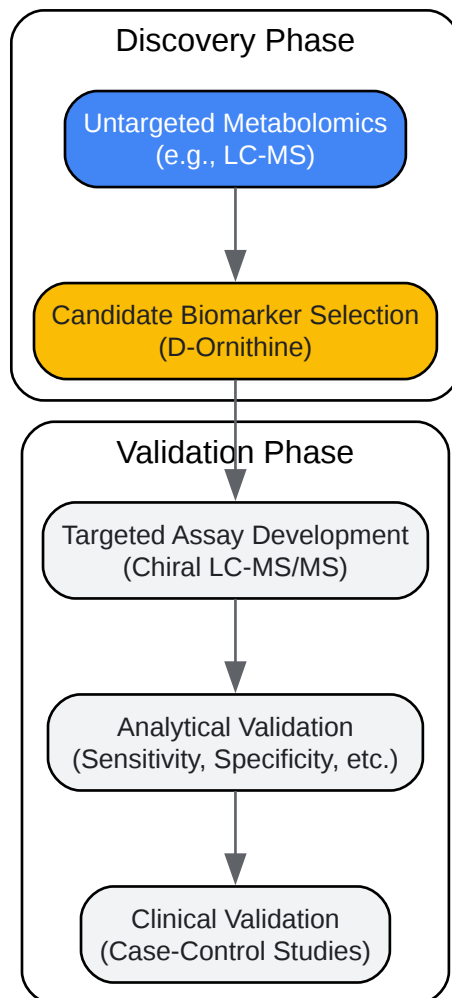 Discovery Phase
Untargeted Metabolomics
(e.g., LC-MS)
Candidate Biomarker Selection
(D-Ornithine)
Validation Phase
Targeted Assay Development
(Chiral LC-MS/MS)
Analytical Validation
(Sensitivity, Specificity, etc.)
Clinical Validation
(Case-Control Studies)